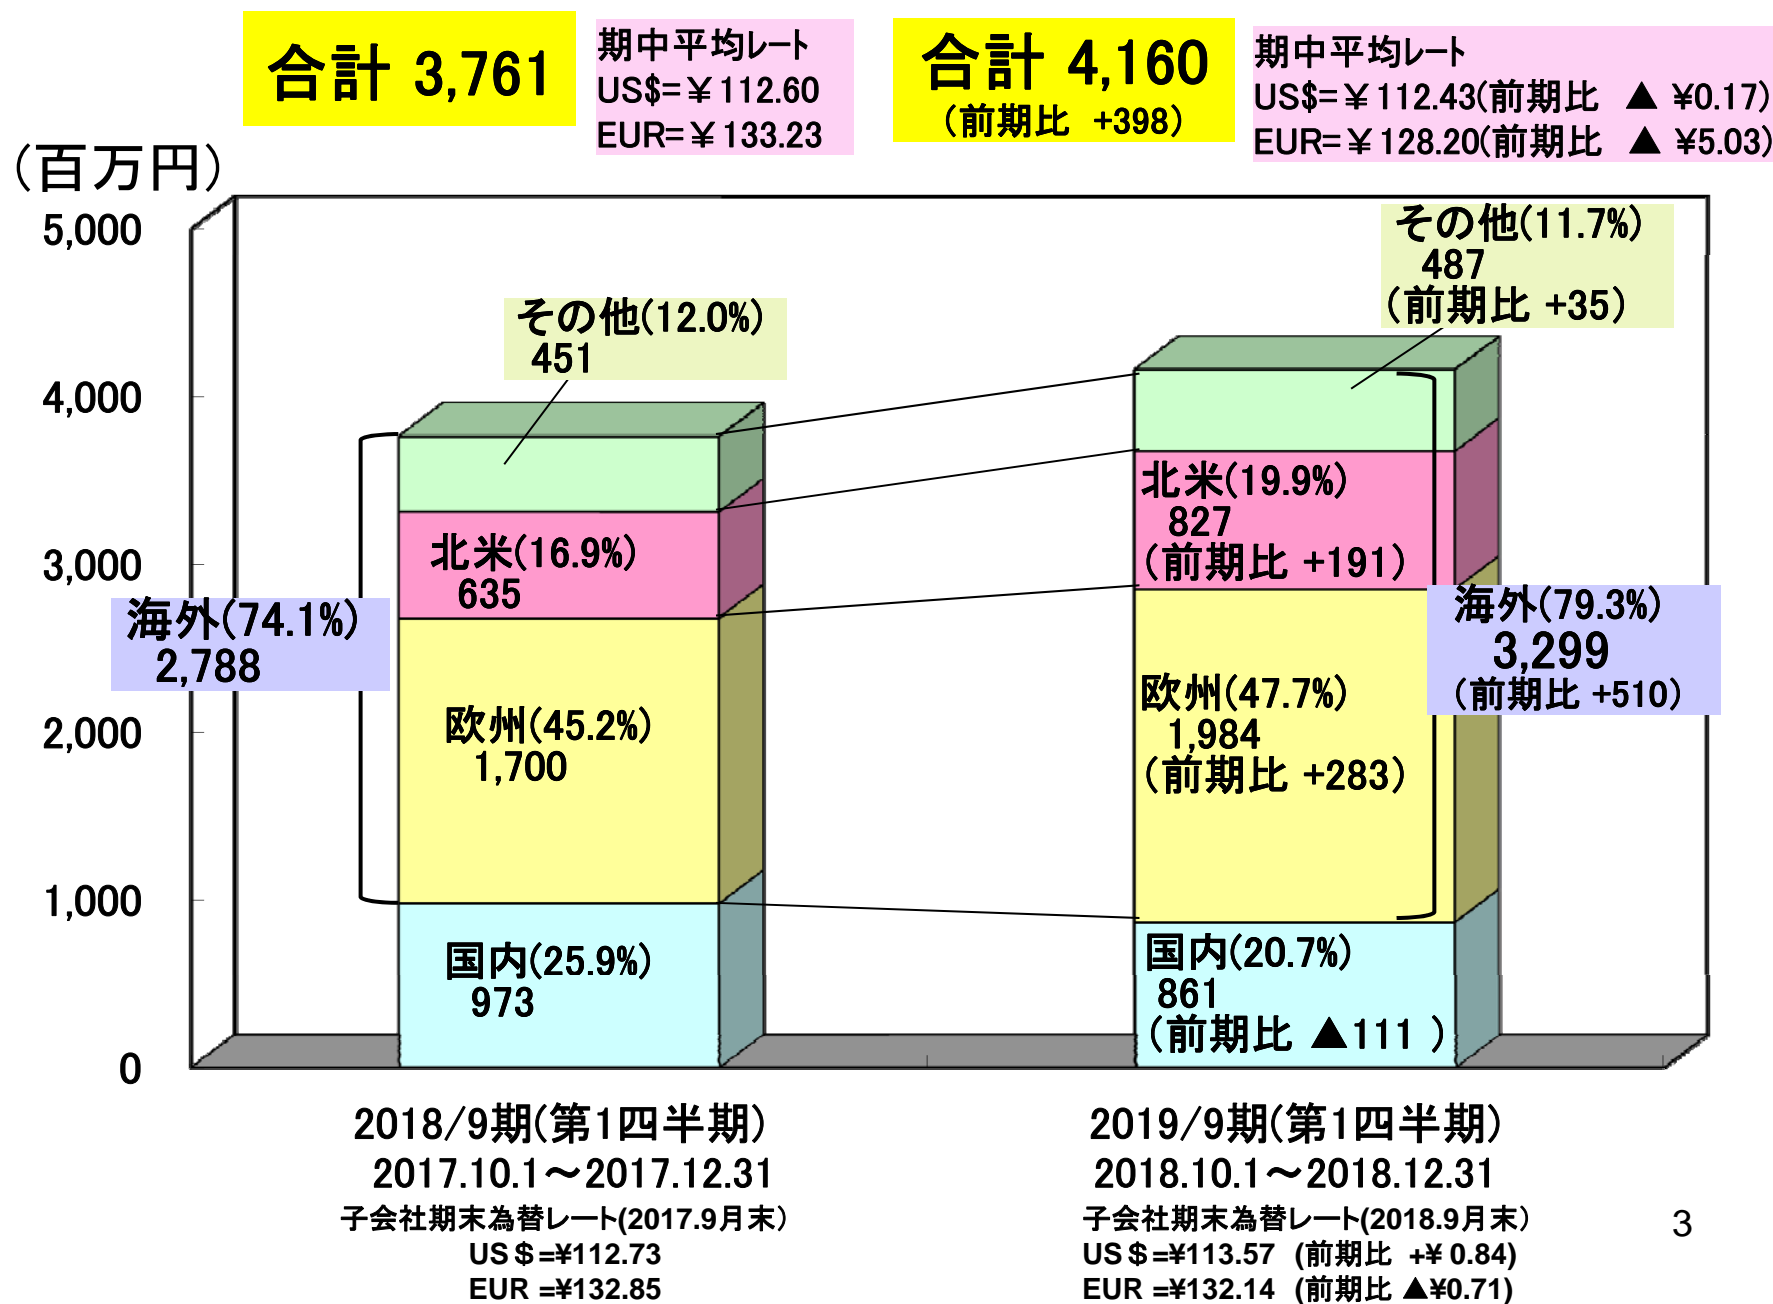 合計 3,761
期中平均レート
US$=￥112.60
EUR=￥133.23
合計 4,160
（前期比 +398）
期中平均レート
US$=￥112.43(前期比 ▲ ¥0.17)
EUR=￥128.20(前期比 ▲ ¥5.03)
（百万円）
5,000
4,000
3,000
2,000
1,000
0
その他(12.0%)
451
北米(16.9%)
635
海外(74.1%)
2,788
欧州(45.2%)
1,700
国内(25.9%)
973
その他(11.7%)
487
（前期比 +35）
北米(19.9%)
827
（前期比 +191）
海外(79.3%)
3,299
（前期比 +510）
欧州(47.7%)
1,984
（前期比 +283）
国内(20.7%)
861
（前期比 ▲111 ）
2018/9期(第1四半期)
2017.10.1～2017.12.31
子会社期末為替レート(2017.9月末）
US＄=¥112.73
EUR =¥132.85
2019/9期(第1四半期)
2018.10.1～2018.12.31
子会社期末為替レート(2018.9月末）
US＄=¥113.57 (前期比 +¥ 0.84)
EUR =¥132.14 (前期比 ▲¥0.71)
3